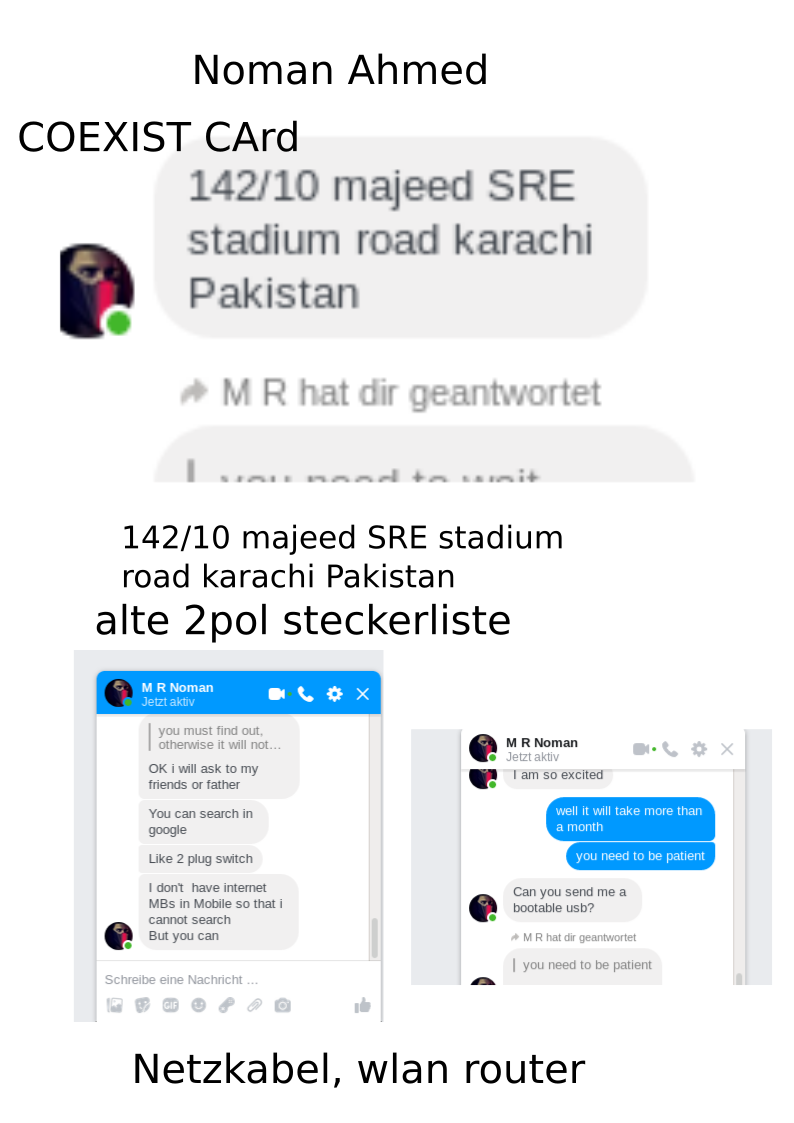 Noman Ahmed
COEXIST CArd
142/10 majeed SRE
stadium road karachi
Pakistan
M R hat dir geantwortet
you need to wait
142/10 majeed SRE stadium
road karachi Pakistan
alte 2pol steckerliste
M R Noman
Jetzt aktiv
you must find out,
otherwise it will not…
OK i will ask to my
friends or father
You can search in
google
Like 2 plug switch
I don't  have internet
MBs in Mobile so that i
cannot search
But you can
Schreibe eine Nachricht …
GIF
M R Noman
Jetzt aktiv
I am so excited
well it will take more than
a month
you need to be patient
Can you send me a
bootable usb?
M R hat dir geantwortet
you need to be patient
Netzkabel, wlan router